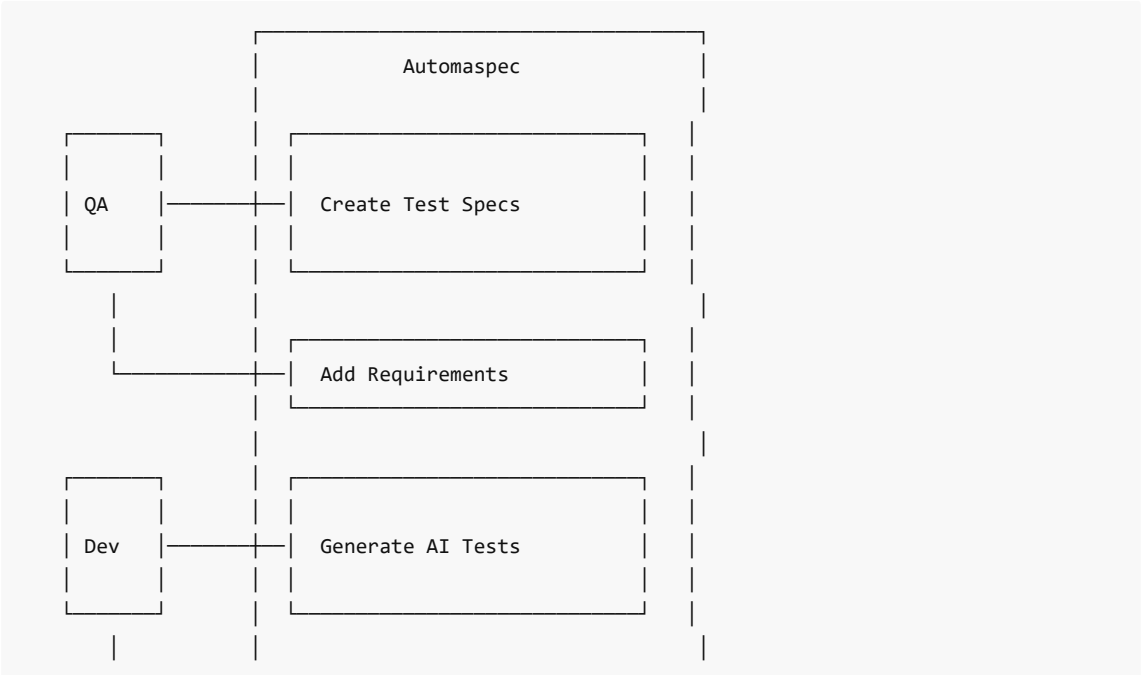 Automaspec
QA
Create Test Specs
Add Requirements
Dev
Generate AI Tests